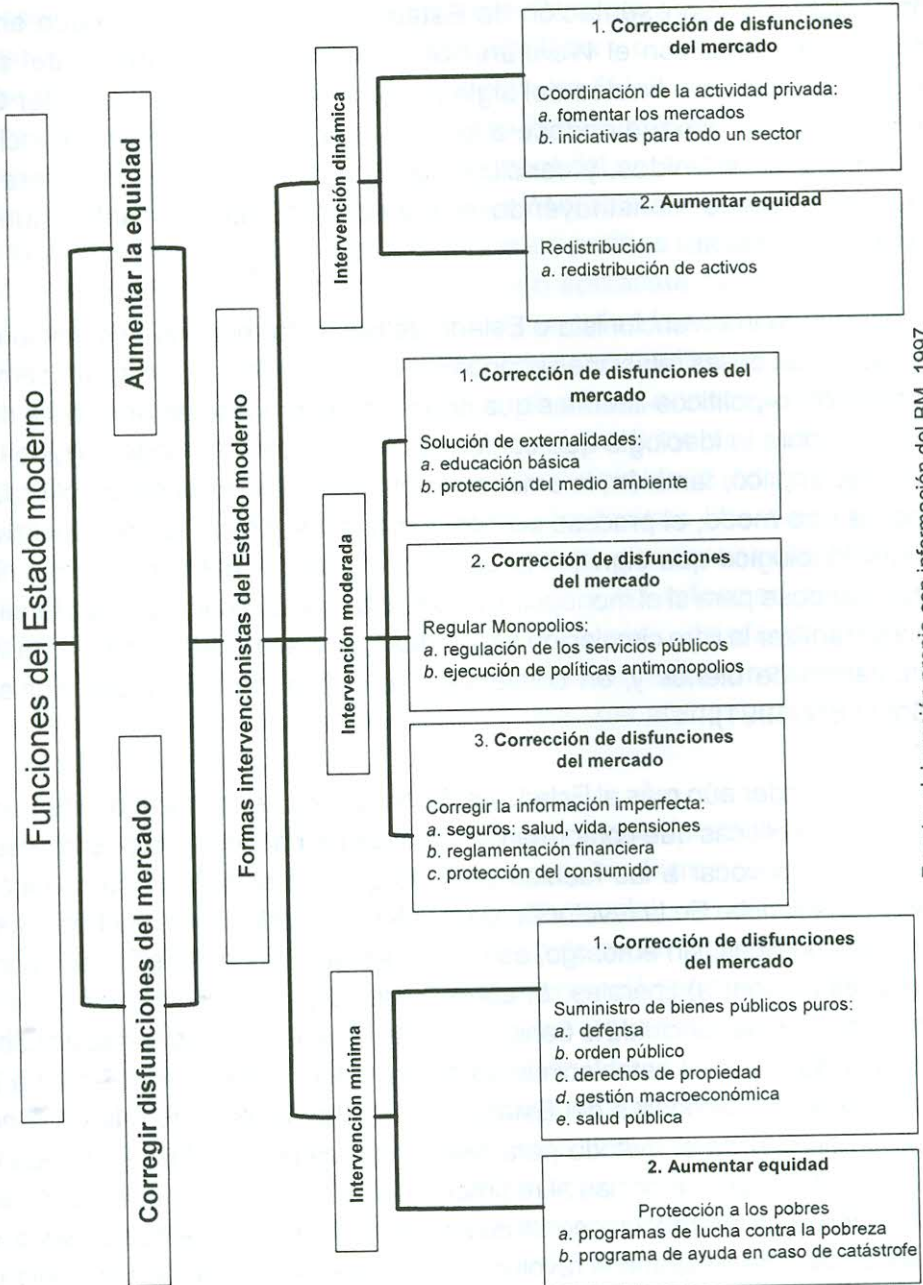 Funciones del Estado moderno
Corregir disfunciones del mercado
Aumentar la equidad
Formas intervencionistas del Estado moderno
Intervención mínima
1. Corrección de disfunciones
del mercado
Suministro de bienes públicos puros:
a. defensa
b. orden público
c. derechos de propiedad
d. gestión macroeconómica
e. salud pública
2. Aumentar equidad
Protección a los pobres
a. programas de lucha contra la pobreza
b. programa de ayuda en caso de catástrofe
Intervención moderada
1. Corrección de disfunciones del
mercado
Solución de externalidades:
a. educación básica
b. protección del medio ambiente
2. Corrección de disfunciones
del mercado
Regular Monopolios:
a. regulación de los servicios públicos
b. ejecución de políticas antimonopolios
3. Corrección de disfunciones
del mercado
Corregir la información imperfecta:
a. seguros: salud, vida, pensiones
b. reglamentación financiera
c. protección del consumidor
Intervención dinámica
1. Corrección de disfunciones
del mercado
Coordinación de la actividad privada:
a. fomentar los mercados
b. iniciativas para todo un sector
2. Aumentar equidad
Redistribución
a. redistribución de activos
información del BM, 1997